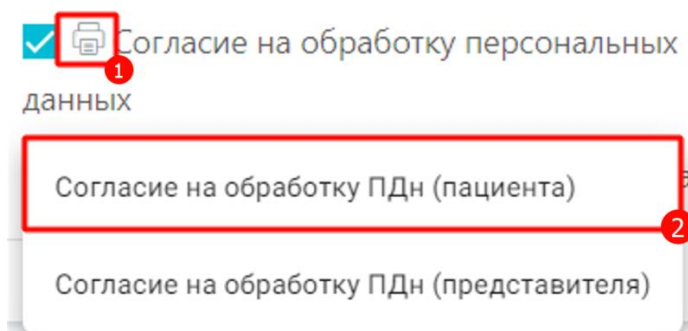 Согласие на обработку персональных
1
данных
Согласие на обработку ПДн (пациента)
2
Согласие на обработку ПДн (представителя)